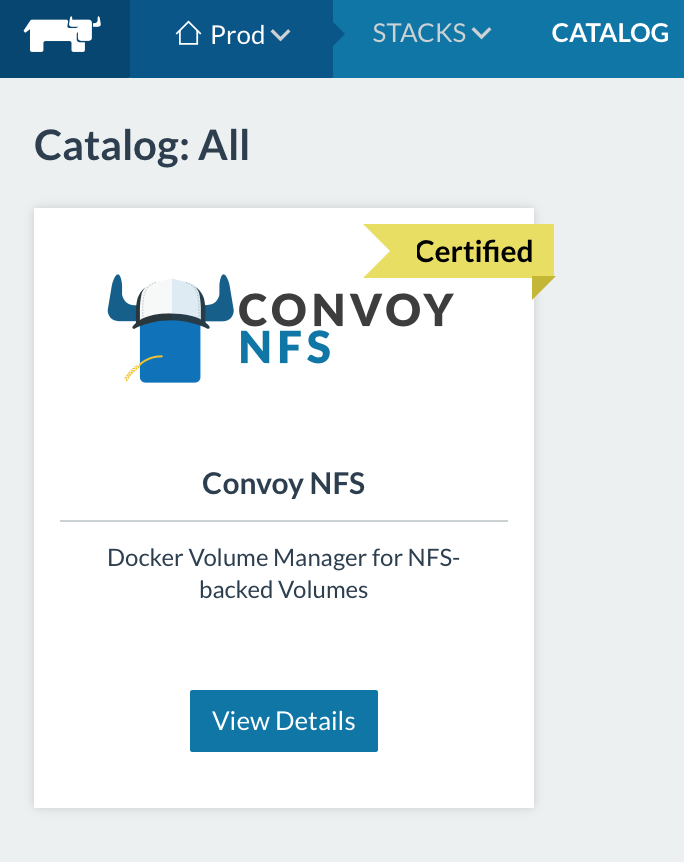 Prod STACKS CATALOG
Catalog: All
Certified
CONVOY
NFS
Convoy NFS
Docker Volume Manager for NFS-
backed Volumes
View Details